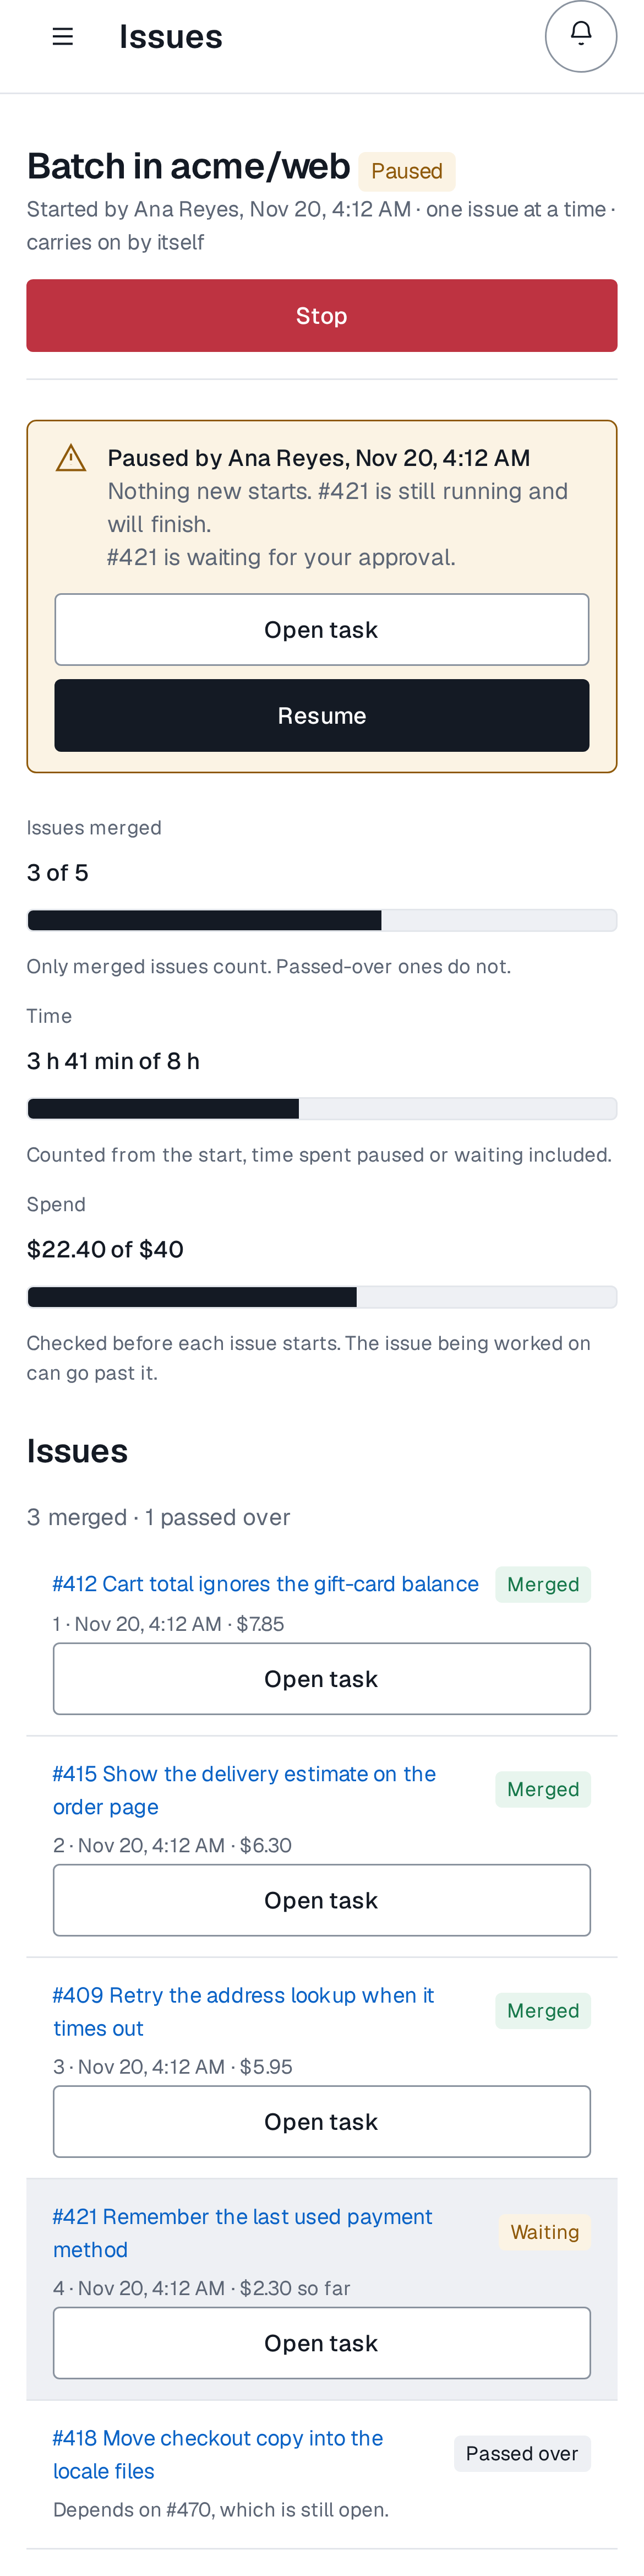 Issues
Batch in acme/web Paused
Started by Ana Reyes, Nov 20, 4:12 AM · one issue at a time ·
carries on by itself
Stop
Paused by Ana Reyes, Nov 20, 4:12 AM
Nothing new starts. #421 is still running and
will finish.
#421 is waiting for your approval.
Open task
Resume
Issues merged
3 of 5
Only merged issues count. Passed-over ones do not.
Time
3 h 41 min of 8 h
Counted from the start, time spent paused or waiting included.
Spend
$22.40 of $40
Checked before each issue starts. The issue being worked on
can go past it.
Issues
3 merged · 1 passed over
#412 Cart total ignores the gift-card balance Merged
1 · Nov 20, 4:12 AM · $7.85
Open task
#415 Show the delivery estimate on the
order page
Merged
2 · Nov 20, 4:12 AM · $6.30
Open task
#409 Retry the address lookup when it
times out
Merged
3 · Nov 20, 4:12 AM · $5.95
Open task
#421 Remember the last used payment
method
Waiting
4 · Nov 20, 4:12 AM · $2.30 so far
Open task
#418 Move checkout copy into the
locale files
Passed over
Depends on #470, which is still open.